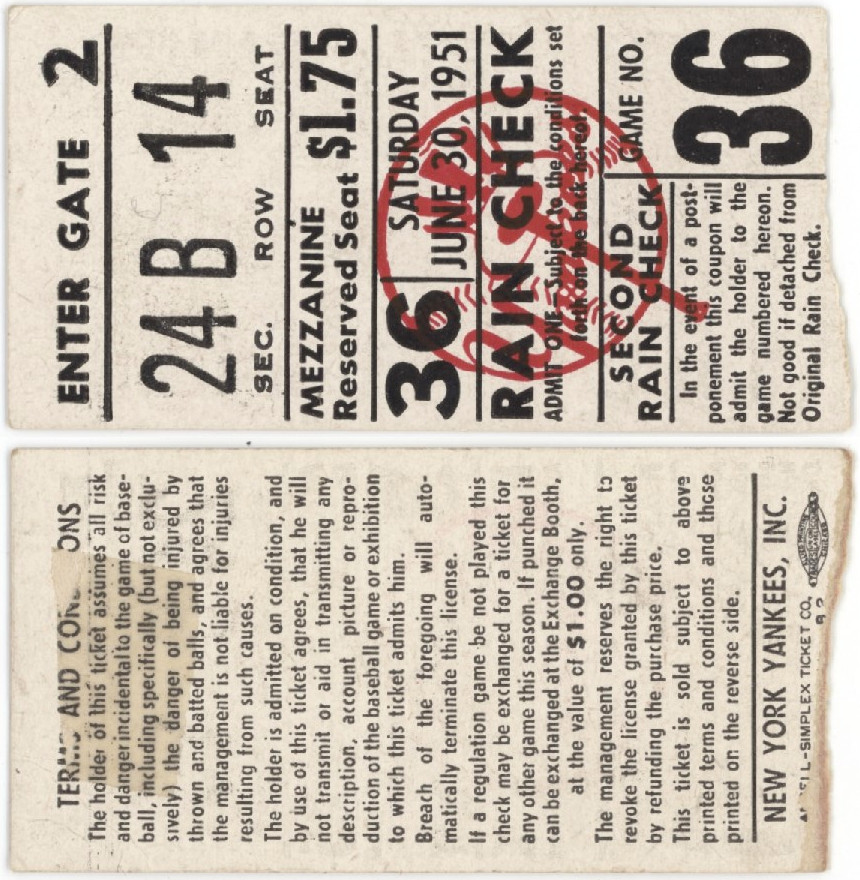 ENTER GATE 2
24 B 14
SEC. ROW SEAT
MEZZANINE
Reserved Seat $1.75
36 SATURDAY
JUNE 30, 1951
RAIN CHECK
ADMIT ONE—Subject to the conditions set
forth on the back hereof.
SECOND
RAIN CHECK
In the event of a post-
ponement this coupon will
admit the holder to the
game numbered hereon.
Not good if detached from
Original Rain Check.
GAME NO.
36
TERMS AND CONDITIONS
The holder of this ticket assumes all risk
and danger incidental to the game of base-
ball, including specifically (but not exclu-
sively) the danger of being injured by
thrown and batted balls, and agrees that
the management is not liable for injuries
resulting from such causes.
The holder is admitted on condition, and
by use of this ticket agrees, that he will
not transmit or aid in transmitting any
description, account picture or repro-
duction of the baseball game or exhibition
to which this ticket admits him.
Breach of the foregoing will auto-
matically terminate this license.
If a regulation game be not played this
check may be exchanged for a ticket for
any other game this season. If punched it
can be exchanged at the Exchange Booth,
at the value of $1.00 only.
The management reserves the right to
revoke the license granted by this ticket
by refunding the purchase price.
This ticket is sold subject to above
printed terms and conditions and those
printed on the reverse side.
NEW YORK YANKEES, INC.
ELL-SIMPLEX TICKET CO.